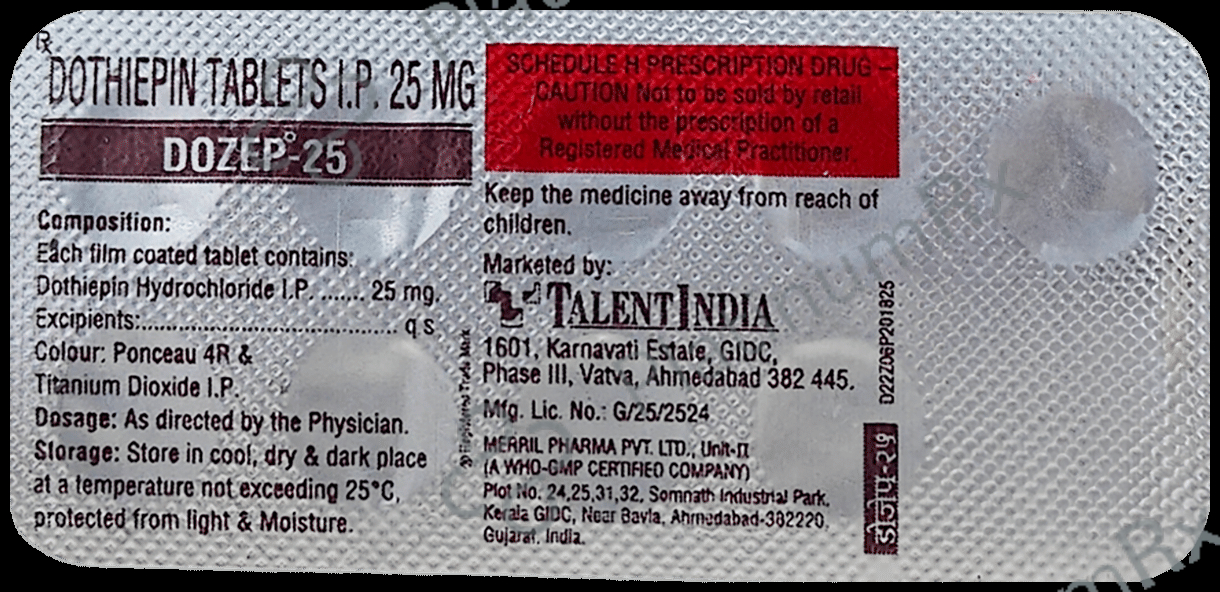 Rx
DOTHIEPIN TABLETS I.P. 25 MG
DOZEP®-25
Composition:
Each film coated tablet contains:
Dothiepin Hydrochloride I.P. ....... 25 mg.
Excipients:..................................... q s
Colour: Ponceau 4R &
Titanium Dioxide I.P.
Dosage: As directed by the Physician.
Storage: Store in cool, dry & dark place
at a temperature not exceeding 25°C,
protected from light & Moisture.
® Registered Trade Mark
SCHEDULE H PRESCRIPTION DRUG –
CAUTION Not to be sold by retail
without the prescription of a
Registered Medical Practitioner.
Keep the medicine away from reach of
children.
Marketed by:
TALENT INDIA
1601, Karnavati Estate, GIDC,
Phase III, Vatva, Ahmedabad 382 445.
Mfg. Lic. No.: G/25/2524
MERRIL PHARMA PVT. LTD., Unit-II
(A WHO-GMP CERTIFIED COMPANY)
Plot No. 24,25,31,32, Somnath Industrial Park,
Kerala GIDC, Near Bavla, Ahmedabad-382220,
Gujarat, India.
D22Z06P201825
डोजेप-२५